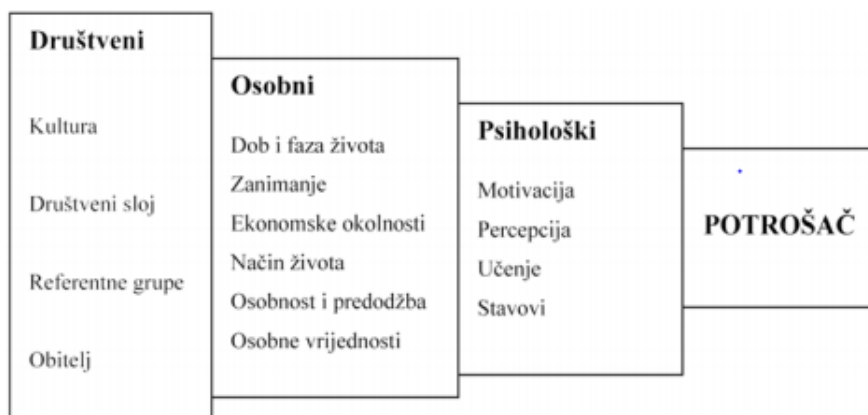 Društveni
Kultura
Društveni sloj
Referentne grupe
Obitelj
Osobni
Dob i faza života
Zanimanje
Ekonomske okolnosti
Način života
Osobnost i predodžba
Osobne vrijednosti
Psihološki
Motivacija
Percepcija
Učenje
Stavovi
POTROŠAČ